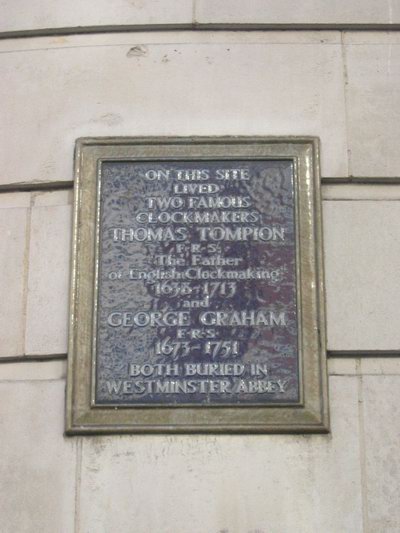 ON THIS SITE
LIVED
TWO FAMOUS
CLOCKMAKERS
THOMAS TOMPION
F·R·S·
The Father
of English Clockmaking
1638-1713
and
GEORGE GRAHAM
F·R·S
1673-1751
BOTH BURIED IN
WESTMINSTER ABBEY